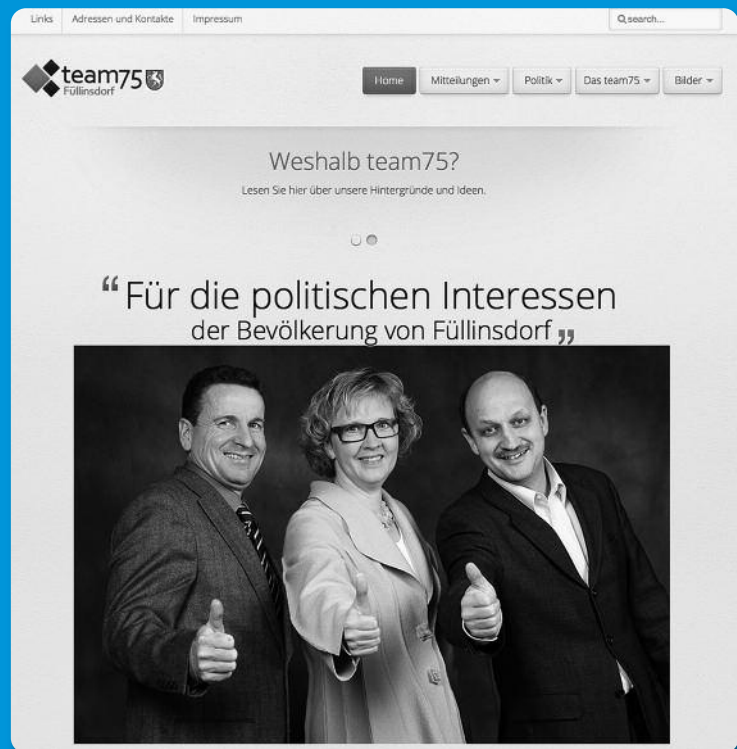 Links Adressen und Kontakte Impressum search...
team75
Füllinsdorf
Home Mitteilungen Politik Das team75 Bilder
Weshalb team75?
Lesen Sie hier über unsere Hintergründe und Ideen.
“Für die politischen Interessen
der Bevölkerung von Füllinsdorf„